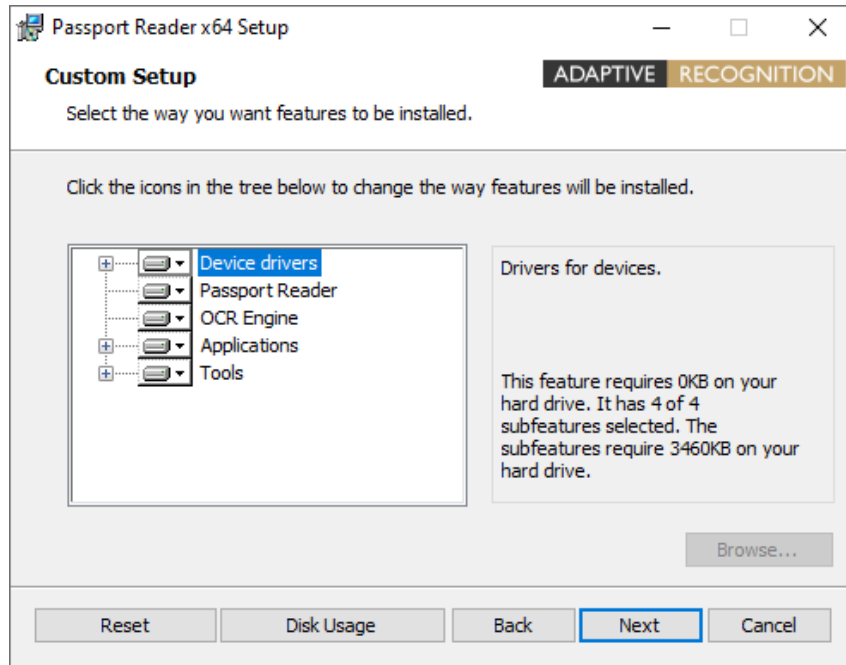 Passport Reader x64 Setup
Custom Setup
ADAPTIVE RECOGNITION
Select the way you want features to be installed.
Click the icons in the tree below to change the way features will be installed.
Device drivers
Passport Reader
OCR Engine
Applications
Tools
Drivers for devices.
This feature requires 0KB on your
hard drive. It has 4 of 4
subfeatures selected. The
subfeatures require 3460KB on your
hard drive.
Browse...
Reset
Disk Usage
Back
Next
Cancel